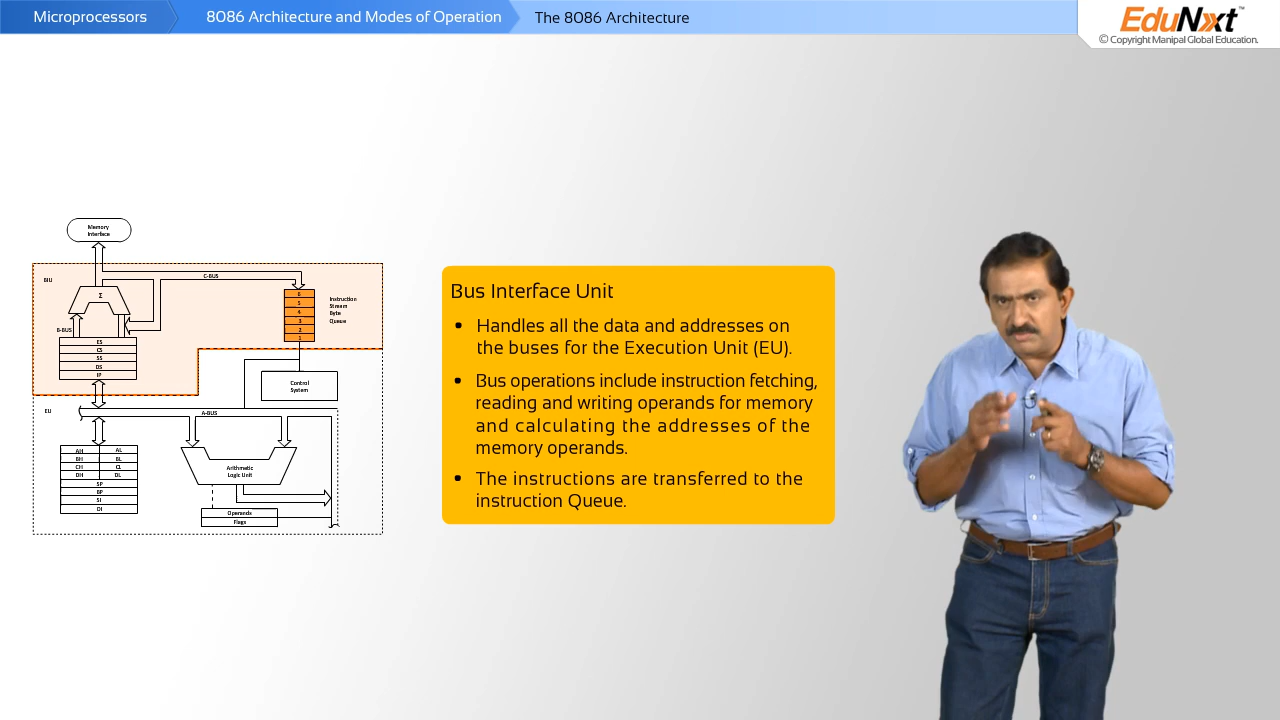 Microprocessors
8086 Architecture and Modes of Operation
The 8086 Architecture
EduNxt™
© Copyright Manipal Global Education.
Memory
Interface
BIU
C-BUS
Σ
B-BUS
ES
CS
SS
DS
IP
6
5
4
3
2
1
Instruction
Stream
Byte
Queue
Control
System
EU
A-BUS
AH AL
BH BL
CH CL
DH DL
SP
BP
SI
DI
Arithmatic
Logic Unit
Operands
Flags
Bus Interface Unit
• Handles all the data and addresses on
the buses for the Execution Unit (EU).
• Bus operations include instruction fetching,
reading and writing operands for memory
and calculating the addresses of the
memory operands.
• The instructions are transferred to the
instruction Queue.